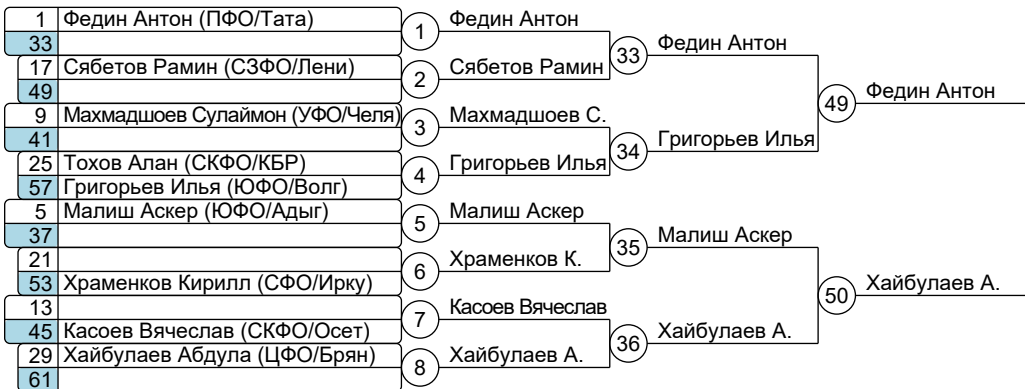 1 Федин Антон (ПФО/Тата)
33
17 Сябетов Рамин (СЗФО/Лени)
49
9 Махмадшоев Сулаймон (УФО/Челя)
41
25 Тохов Алан (СКФО/КБР)
57 Григорьев Илья (ЮФО/Волг)
5 Малиш Аскер (ЮФО/Адыг)
37
21
53 Храменков Кирилл (СФО/Ирку)
13
45 Касоев Вячеслав (СКФО/Осет)
29 Хайбулаев Абдула (ЦФО/Брян)
61
1 Федин Антон
2 Сябетов Рамин
3 Махмадшоев С.
4 Григорьев Илья
5 Малиш Аскер
6 Храменков К.
7 Касоев Вячеслав
8 Хайбулаев А.
33 Федин Антон
34 Григорьев Илья
35 Малиш Аскер
36 Хайбулаев А.
49 Федин Антон
50 Хайбулаев А.